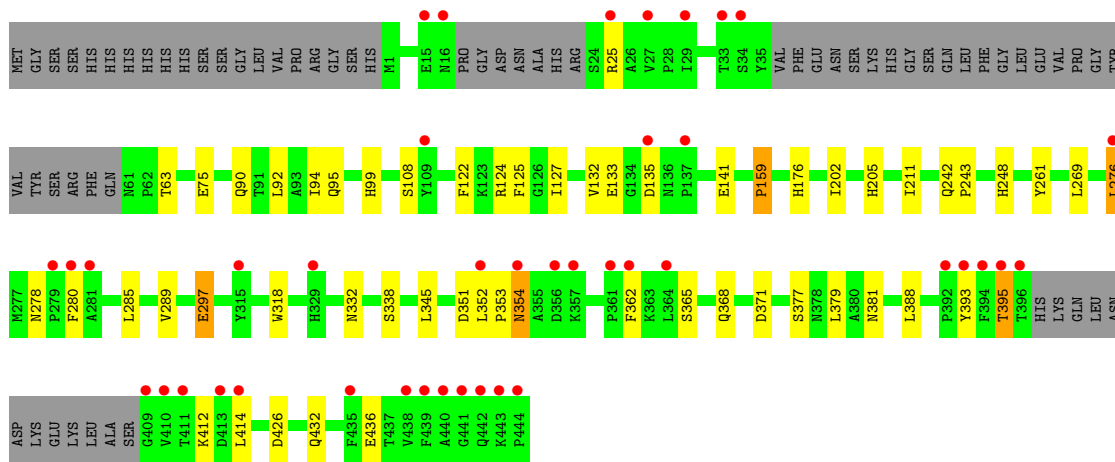 MET GLY SER SER HIS HIS HIS HIS HIS HIS SER SER GLY LEU VAL PRO ARG GLY SER HIS M1 E15 N16 PRO GLY ASP ASN ALA HIS ARG S24 R25 A26 V27 P28 I29 T33 S34 Y35 VAL PHE GLU ASN SER LYS HIS GLY SER GLN LEU PHE GLY LEU GLU VAL PRO GLY TYR
VAL TYR SER ARG PHE GLN N61 P62 T63 E75 Q90 T91 L92 A93 I94 Q95 H99 S108 Y109 F122 K123 R124 F125 G126 I127 V132 E133 G134 D135 N136 P137 E141 P159 H176 I202 H205 I211 Q242 P243 H248 Y261 L269 L276
M277 N278 P279 F280 A281 L285 V289 E297 Y315 W318 H329 N332 S338 L345 D351 L352 P353 N354 A355 D356 K357 P361 F362 K363 L364 S365 Q368 D371 S377 N378 L379 A380 N381 L388 P392 Y393 F394 T395 T396 HIS LYS GLN LEU ASN
ASP LYS GLU LYS LEU ALA SER G409 V410 T411 K412 D413 L414 D426 Q432 F435 E436 T437 V438 F439 A440 G441 Q442 K443 P444